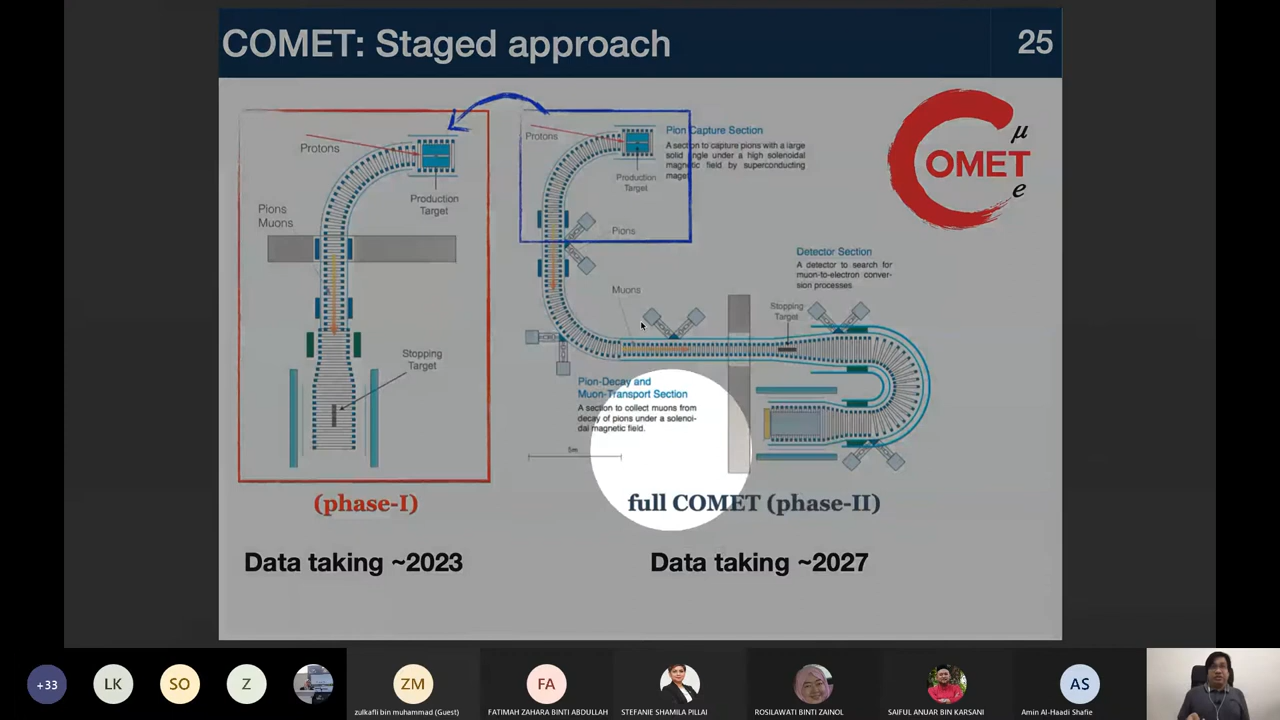 COMET: Staged approach
25
Protons
Production
Target
Pions
Muons
Stopping
Target
(phase-I)
Data taking ~2023
Protons
Production
Target
Pion Capture Section
A section to capture pions with a large
solid angle under a high solenoidal
magnetic field by superconducting
magnet
Pions
Muons
Pion-Decay and
Muon-Transport Section
A section to collect muons from
decay of pions under a solenoi-
dal magnetic field.
5m
Stopping
Target
Detector Section
A detector to search for
muon-to-electron conver-
sion processes.
full COMET (phase-II)
Data taking ~2027
μ
COMET
e
+33
LK
SO
Z
ZM
zulkafli bin muhammad (Guest)
FA
FATIMAH ZAHARA BINTI ABDULLAH
STEFANIE SHAMILA PILLAI
ROSILAWATI BINTI ZAINOL
SAIFUL ANUAR BIN KARSANI
AS
Amin Al-Haadi Shafie